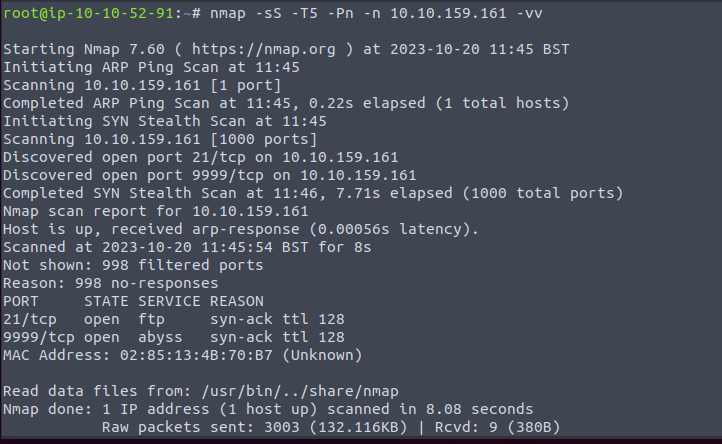 root@ip-10-10-52-91:~# nmap -sS -T5 -Pn -n 10.10.159.161 -vv
Starting Nmap 7.60 ( https://nmap.org ) at 2023-10-20 11:45 BST
Initiating ARP Ping Scan at 11:45
Scanning 10.10.159.161 [1 port]
Completed ARP Ping Scan at 11:45, 0.22s elapsed (1 total hosts)
Initiating SYN Stealth Scan at 11:45
Scanning 10.10.159.161 [1000 ports]
Discovered open port 21/tcp on 10.10.159.161
Discovered open port 9999/tcp on 10.10.159.161
Completed SYN Stealth Scan at 11:46, 7.71s elapsed (1000 total ports)
Nmap scan report for 10.10.159.161
Host is up, received arp-response (0.00056s latency).
Scanned at 2023-10-20 11:45:54 BST for 8s
Not shown: 998 filtered ports
Reason: 998 no-responses
PORT     STATE SERVICE REASON
21/tcp   open  ftp     syn-ack ttl 128
9999/tcp open  abyss   syn-ack ttl 128
MAC Address: 02:85:13:4B:70:B7 (Unknown)
Read data files from: /usr/bin/../share/nmap
Nmap done: 1 IP address (1 host up) scanned in 8.08 seconds
           Raw packets sent: 3003 (132.116KB) | Rcvd: 9 (380B)